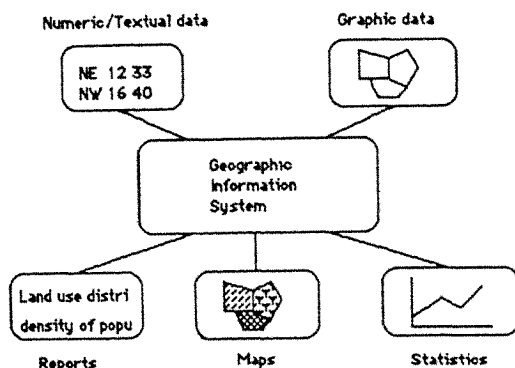 Numeric/Textual data
Graphic data
NE 12 33
NW 16 40
Geographic
Information
System
Land use distri
density of popu
Reports
Maps
Statistics